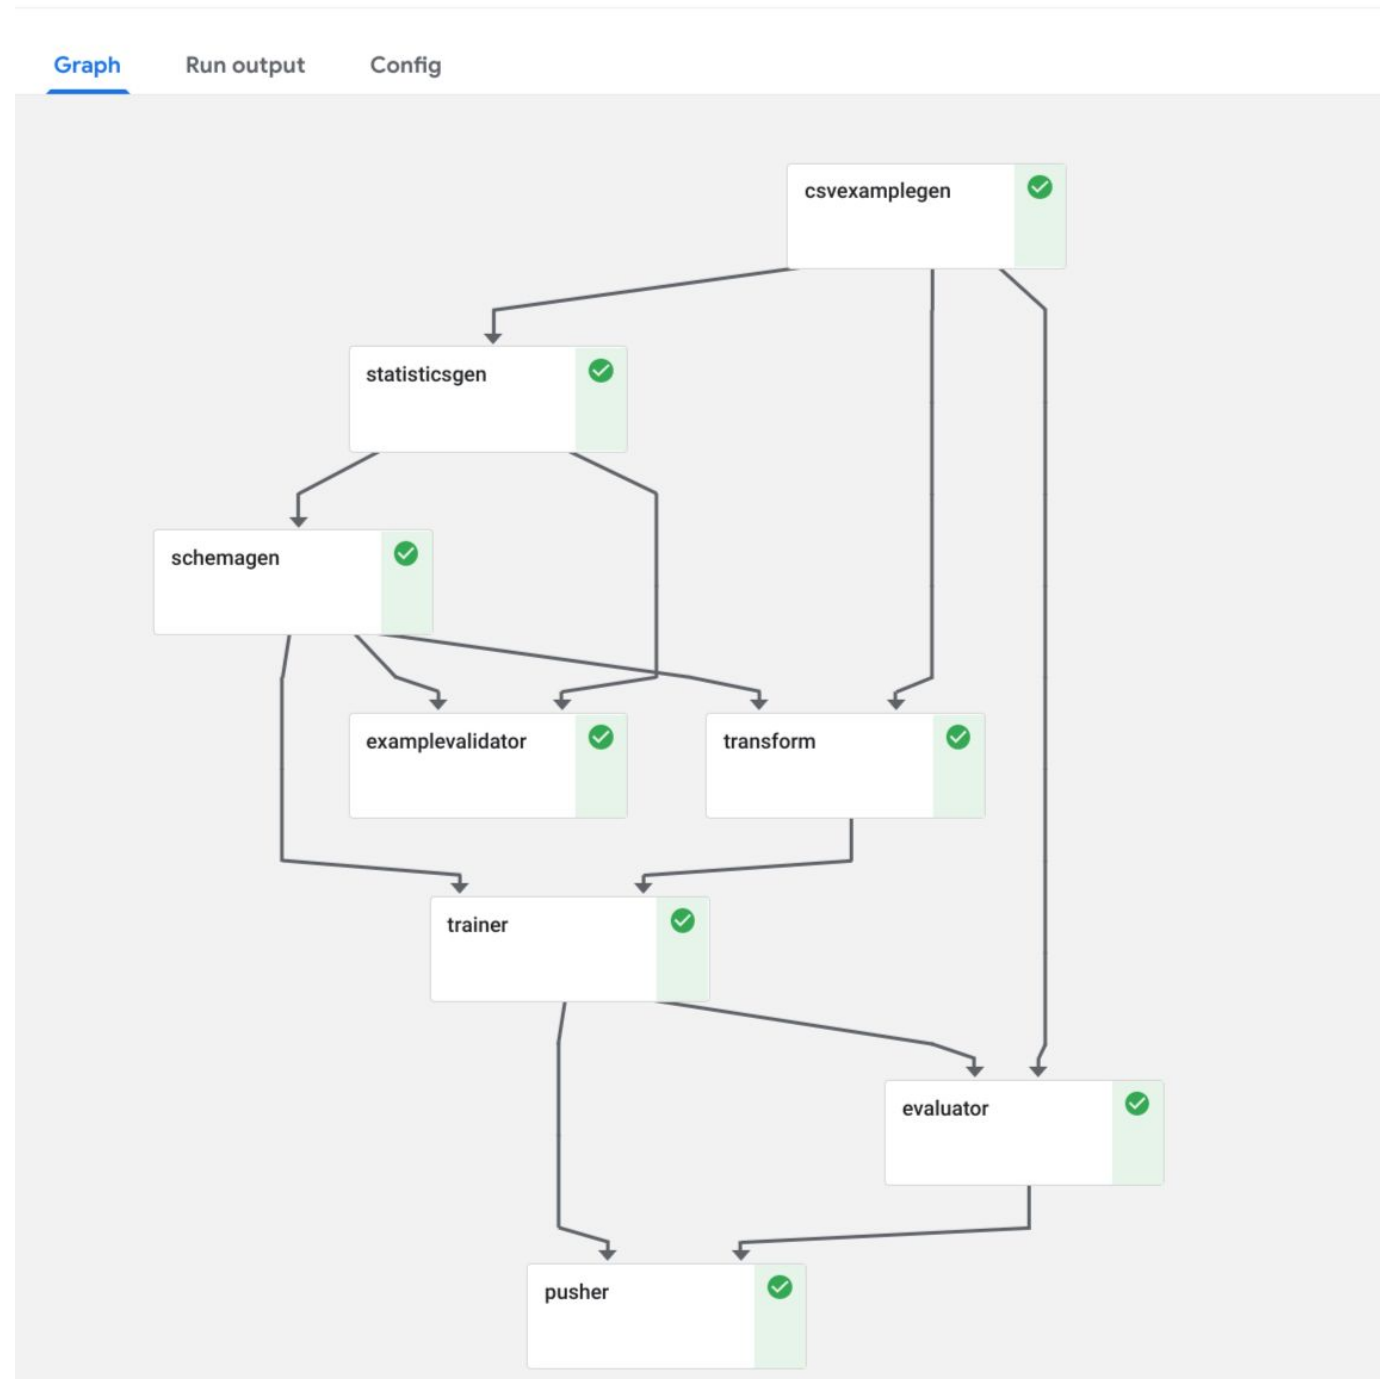 Graph Run output Config
csvexamplegen
statisticsgen
schemagen
examplevalidator transform
trainer
evaluator
pusher